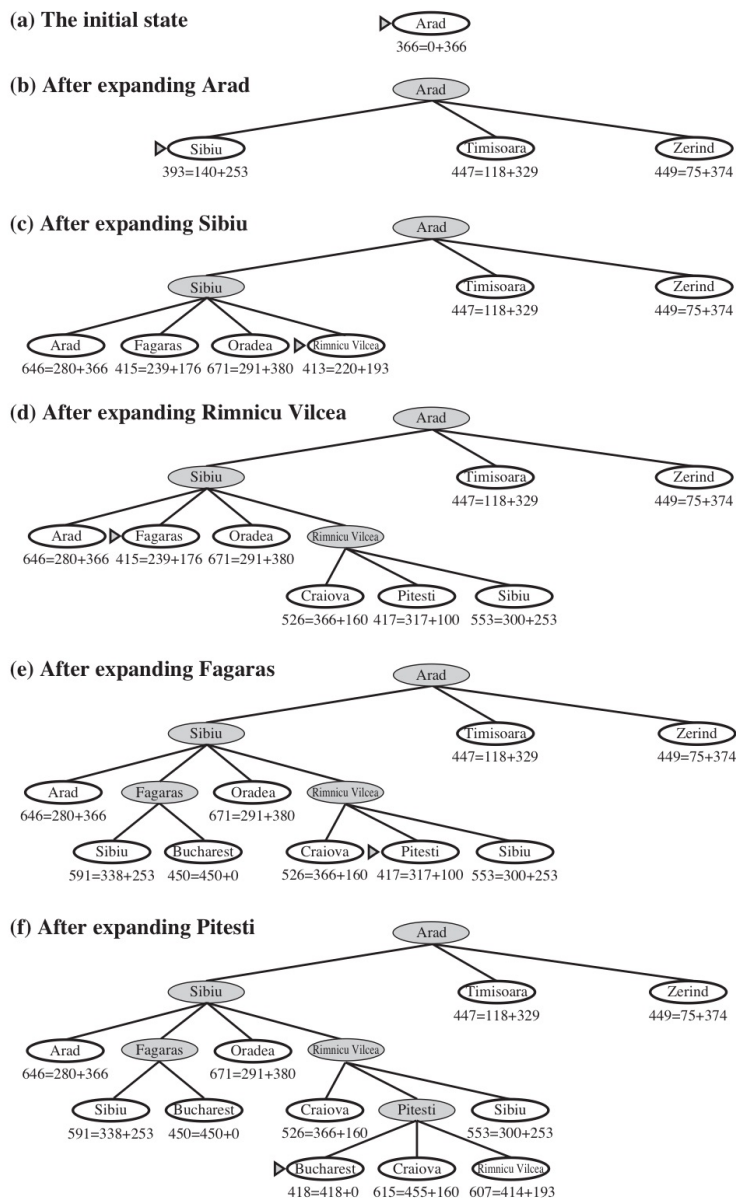 (a) The initial state
Arad
366=0+366
(b) After expanding Arad
Arad
Sibiu Timisoara Zerind
393=140+253 447=118+329 449=75+374
(c) After expanding Sibiu
Arad
Sibiu Timisoara Zerind
447=118+329 449=75+374
Arad Fagaras Oradea Rimnicu Vilcea
646=280+366 415=239+176 671=291+380 413=220+193
(d) After expanding Rimnicu Vilcea
Arad
Sibiu Timisoara Zerind
447=118+329 449=75+374
Arad Fagaras Oradea Rimnicu Vilcea
646=280+366 415=239+176 671=291+380
Craiova Pitesti Sibiu
526=366+160 417=317+100 553=300+253
(e) After expanding Fagaras
Arad
Sibiu Timisoara Zerind
447=118+329 449=75+374
Arad Fagaras Oradea Rimnicu Vilcea
646=280+366 671=291+380
Sibiu Bucharest Craiova Pitesti Sibiu
591=338+253 450=450+0 526=366+160 417=317+100 553=300+253
(f) After expanding Pitesti
Arad
Sibiu Timisoara Zerind
447=118+329 449=75+374
Arad Fagaras Oradea Rimnicu Vilcea
646=280+366 671=291+380
Sibiu Bucharest Craiova Pitesti Sibiu
591=338+253 450=450+0 526=366+160 553=300+253
Bucharest Craiova Rimnicu Vilcea
418=418+0 615=455+160 607=414+193